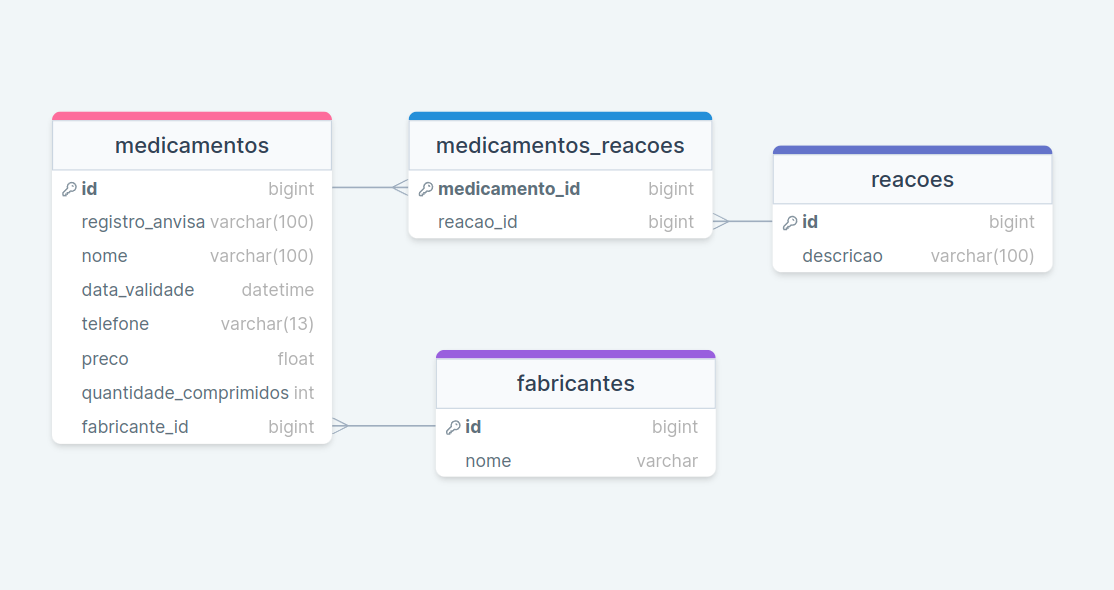 medicamentos
id bigint
registro_anvisa varchar(100)
nome varchar(100)
data_validade datetime
telefone varchar(13)
preco float
quantidade_comprimidos int
fabricante_id bigint
medicamentos_reacoes
medicamento_id bigint
reacao_id bigint
reacoes
id bigint
descricao varchar(100)
fabricantes
id bigint
nome varchar